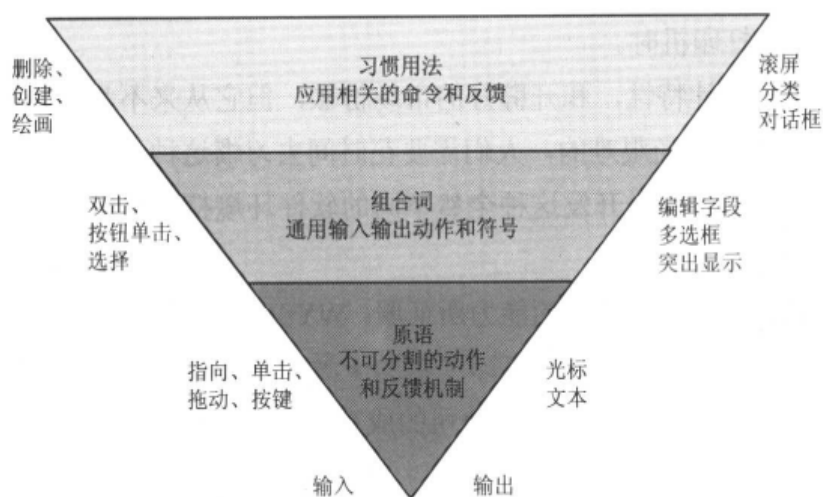 删除、
创建、
绘画
习惯用法
应用相关的命令和反馈
滚屏
分类
对话框
双击、
按钮单击、
选择
组合词
通用输入输出动作和符号
编辑字段
多选框
突出显示
指向、单击、
拖动、按键
原语
不可分割的动作
和反馈机制
光标
文本
输入
输出